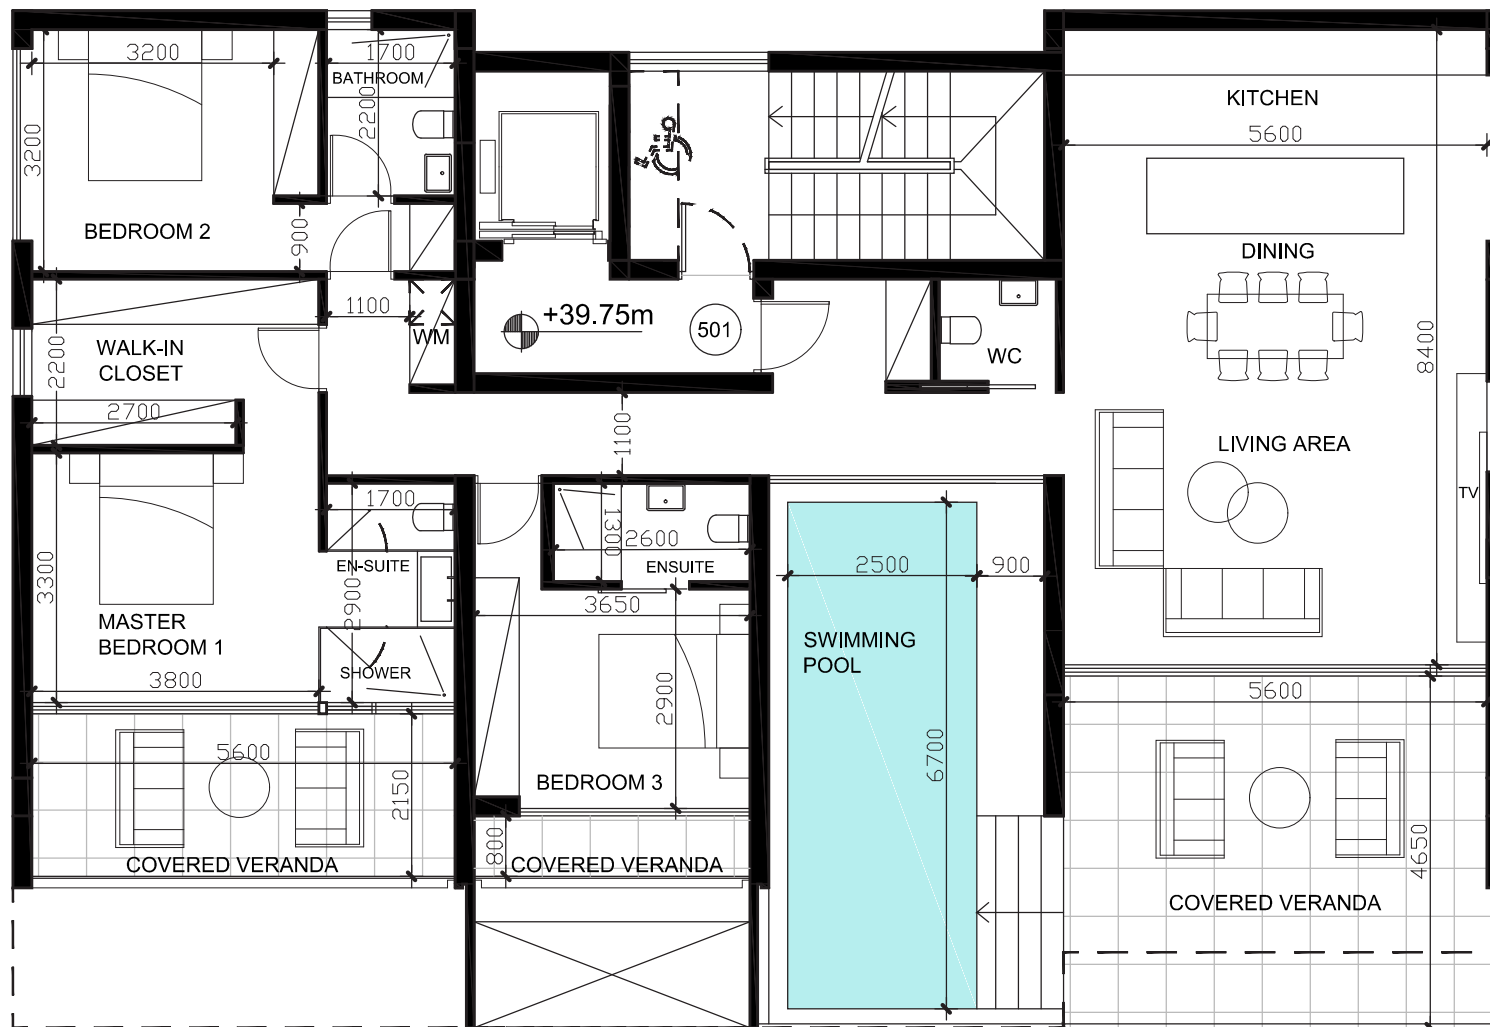 3200
1700
BATHROOM
2200
3200
BEDROOM 2
900
KITCHEN
5600
DINING
1100
WM
+39.75m
501
WC
WALK-IN
CLOSET
2200
2700
8400
1100
LIVING AREA
TV
1700
EN-SUITE
2900
SHOWER
3300
MASTER
BEDROOM 1
3800
1300
2600
ENSUITE
3650
2900
BEDROOM 3
2500
900
SWIMMING
POOL
6700
5600
5600
2150
COVERED VERANDA
800
COVERED VERANDA
4650
COVERED VERANDA